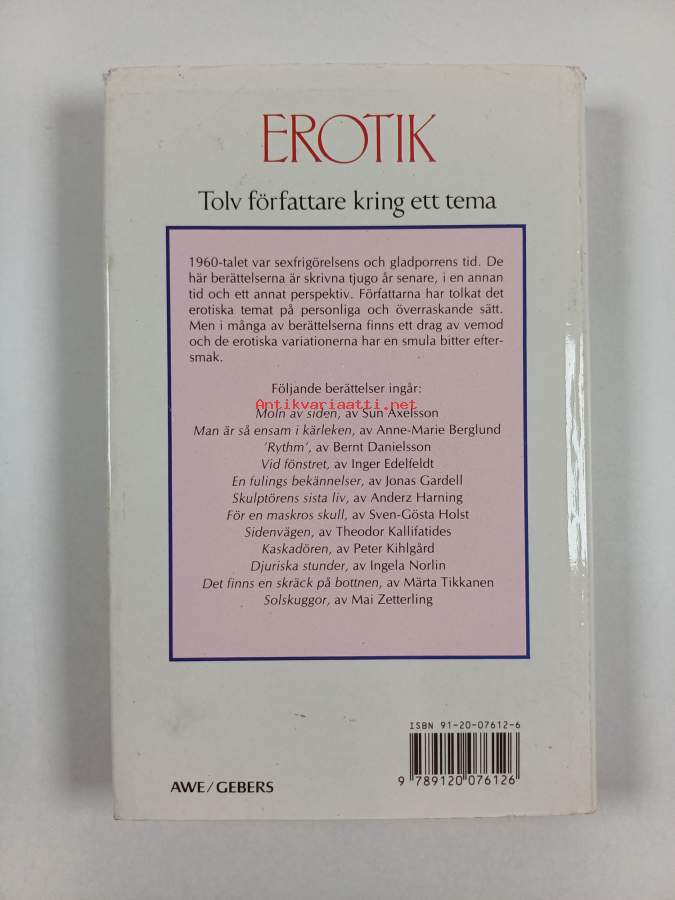 EROTIK
Tolv författare kring ett tema
1960-talet var sexfrigörelsens och gladporrens tid. De
här berättelserna är skrivna tjugo år senare, i en annan
tid och ett annat perspektiv. Författarna har tolkat det
erotiska temat på personliga och överraskande sätt.
Men i många av berättelserna finns ett drag av vemod
och de erotiska variationerna har en smula bitter efter-
smak.
Följande berättelser ingår:
Antikvariaatti.net
Moln av siden, av Sun Axelsson
Man är så ensam i kärleken, av Anne-Marie Berglund
'Rythm', av Bernt Danielsson
Vid fönstret, av Inger Edelfeldt
En fulings bekännelser, av Jonas Gardell
Skulptörens sista liv, av Anderz Harning
För en maskros skull, av Sven-Gösta Holst
Sidenvägen, av Theodor Kallifatides
Kaskadören, av Peter Kihlgård
Djuriska stunder, av Ingela Norlin
Det finns en skräck på bottnen, av Märta Tikkanen
Solskuggor, av Mai Zetterling
ISBN 91-20-07612-6
9 789120 076126
AWE/GEBERS